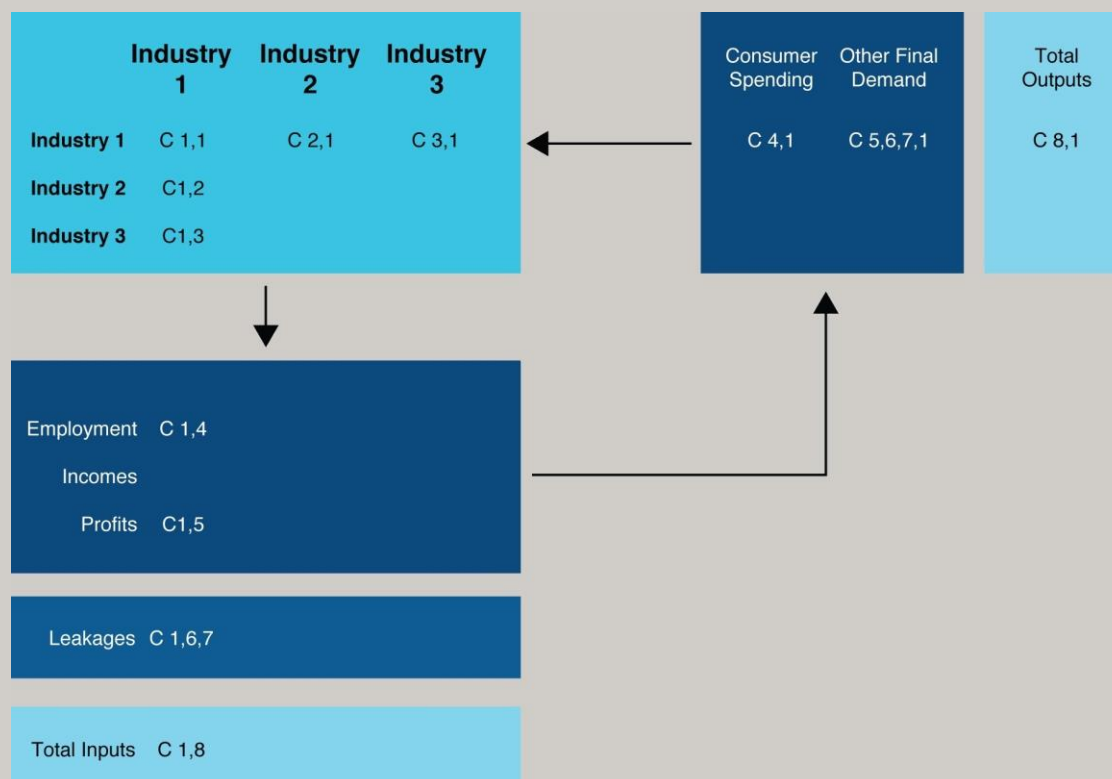 Industry 1 Industry 2 Industry 3
Industry 1 C 1,1 C 2,1 C 3,1
Industry 2 C1,2
Industry 3 C1,3
Consumer Spending Other Final Demand
C 4,1 C 5,6,7,1
Total Outputs
C 8,1
Employment C 1,4
Incomes
Profits C1,5
Leakages C 1,6,7
Total Inputs C 1,8